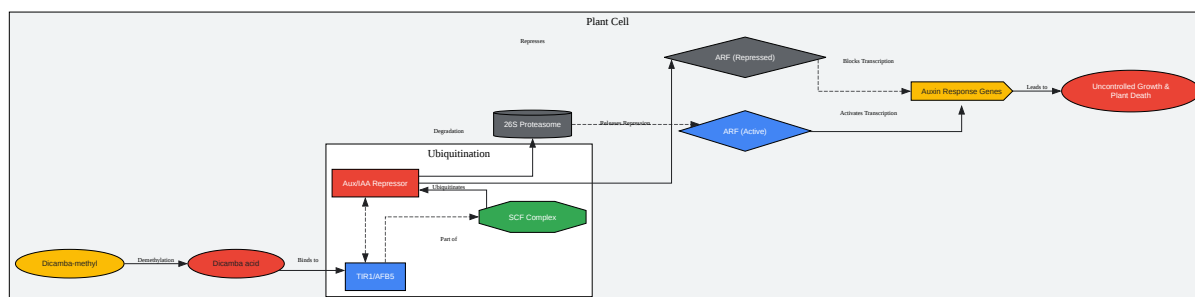 Plant Cell
Represses
ARF (Repressed)
Blocks Transcription
Auxin Response Genes
Leads to
Uncontrolled Growth &
Plant Death
26S Proteasome
Releases Repression
ARF (Active)
Activates Transcription
Degradation
Ubiquitination
Aux/IAA Repressor
Ubiquitinates
SCF Complex
Part of
Dicamba-methyl
Demethylation
Dicamba acid
Binds to
TIR1/AFB5